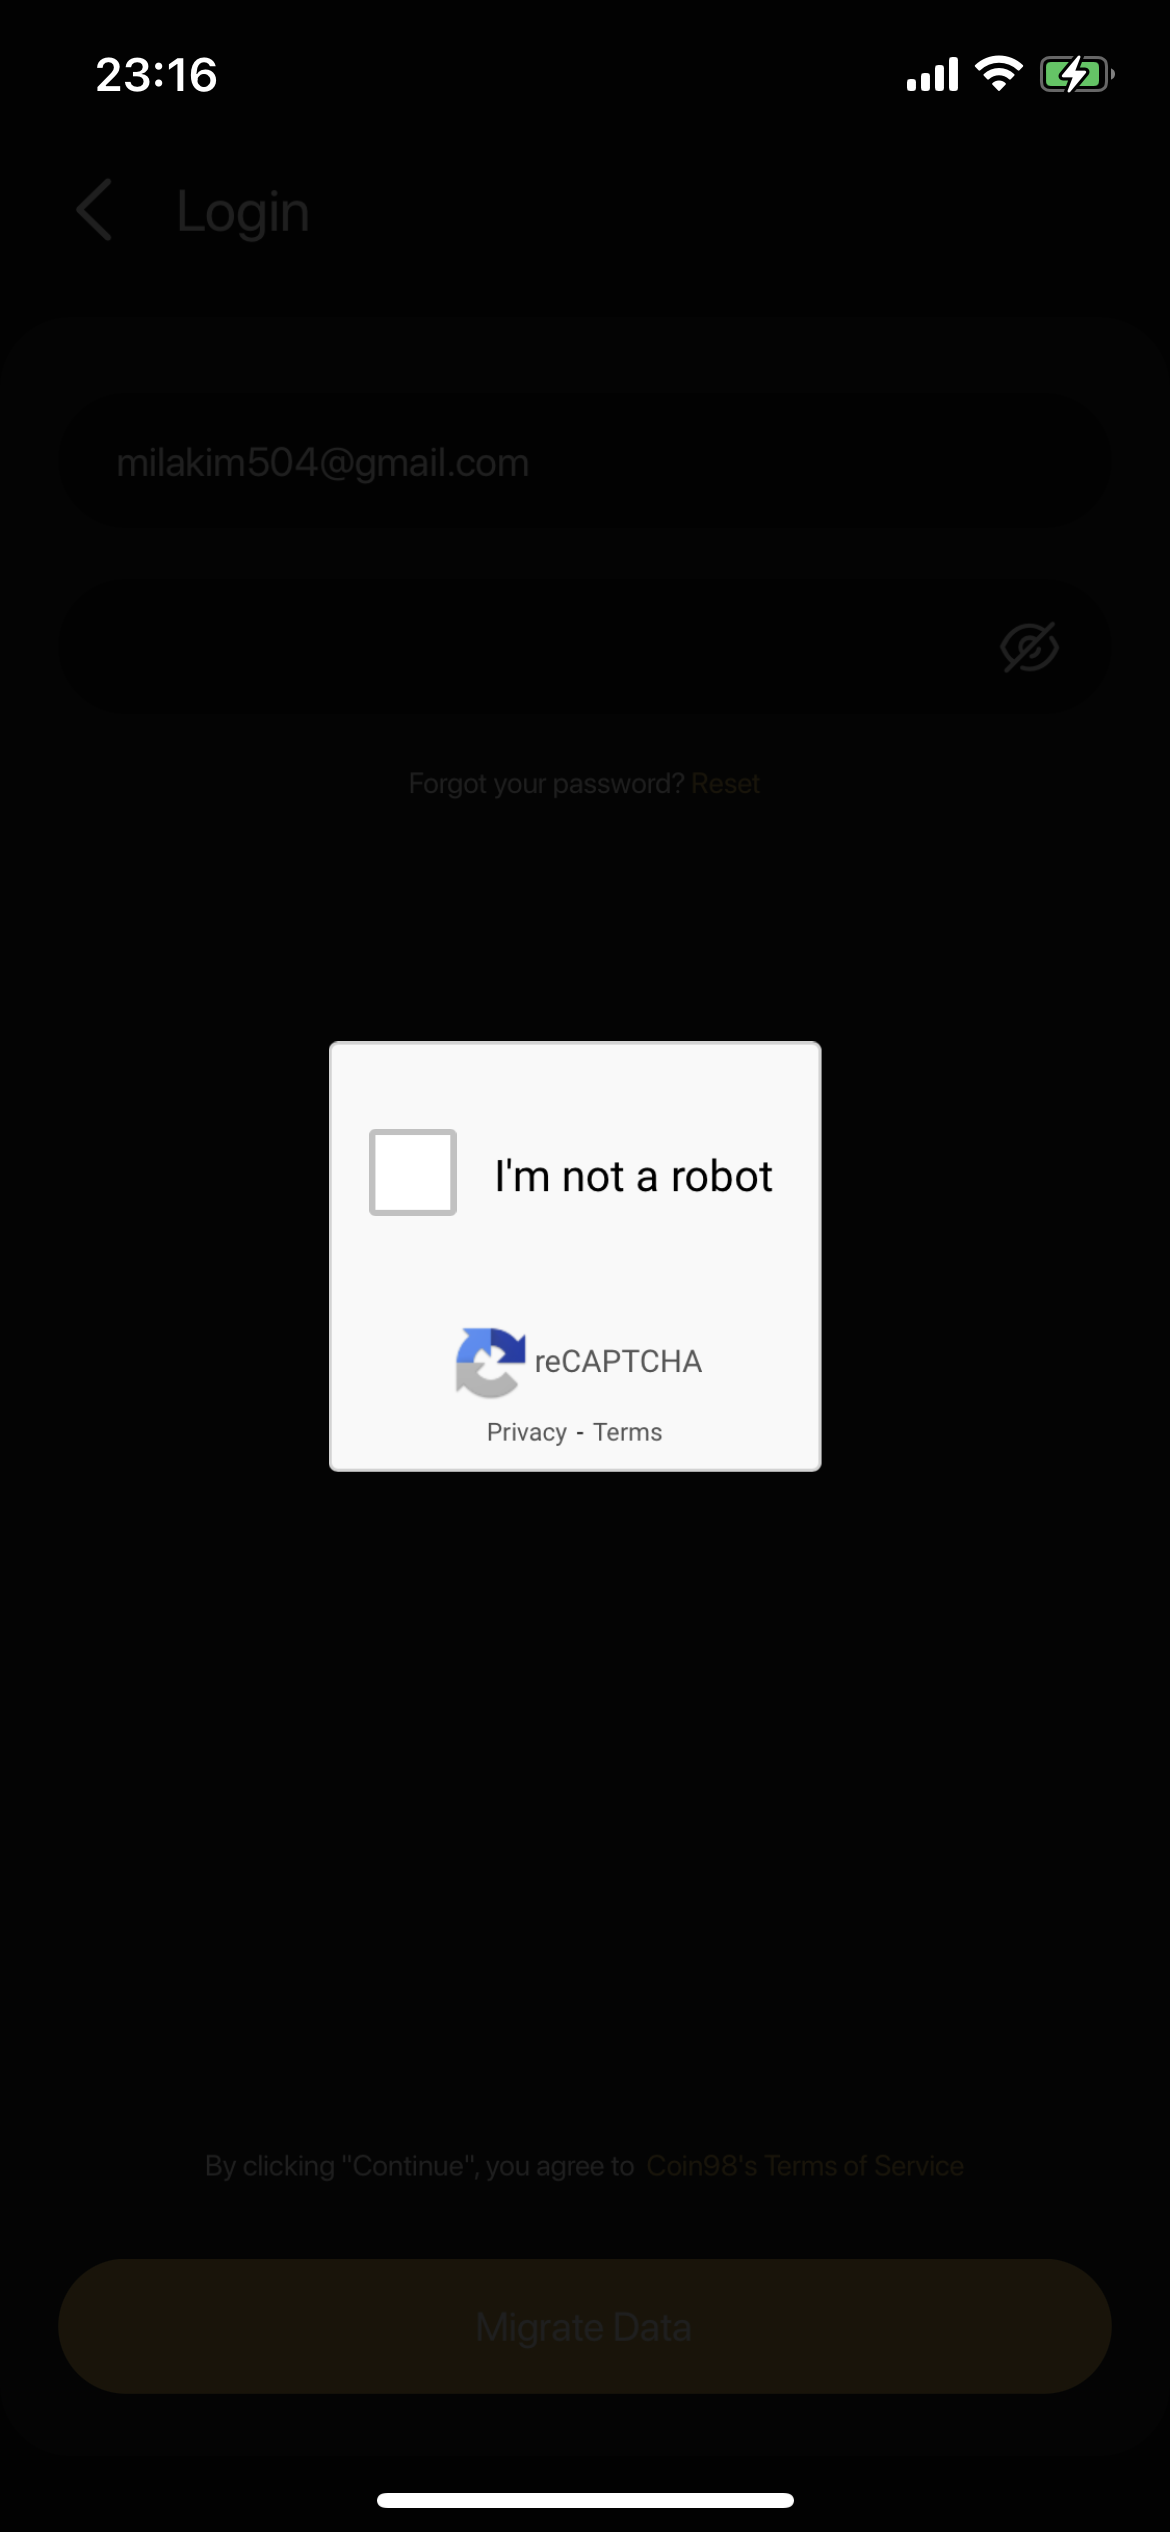 23:16
Login
milakim504@gmail.com
Forgot your password? Reset
I'm not a robot
reCAPTCHA
Privacy - Terms
By clicking "Continue", you agree to Coin98's Terms of Service
Migrate Data